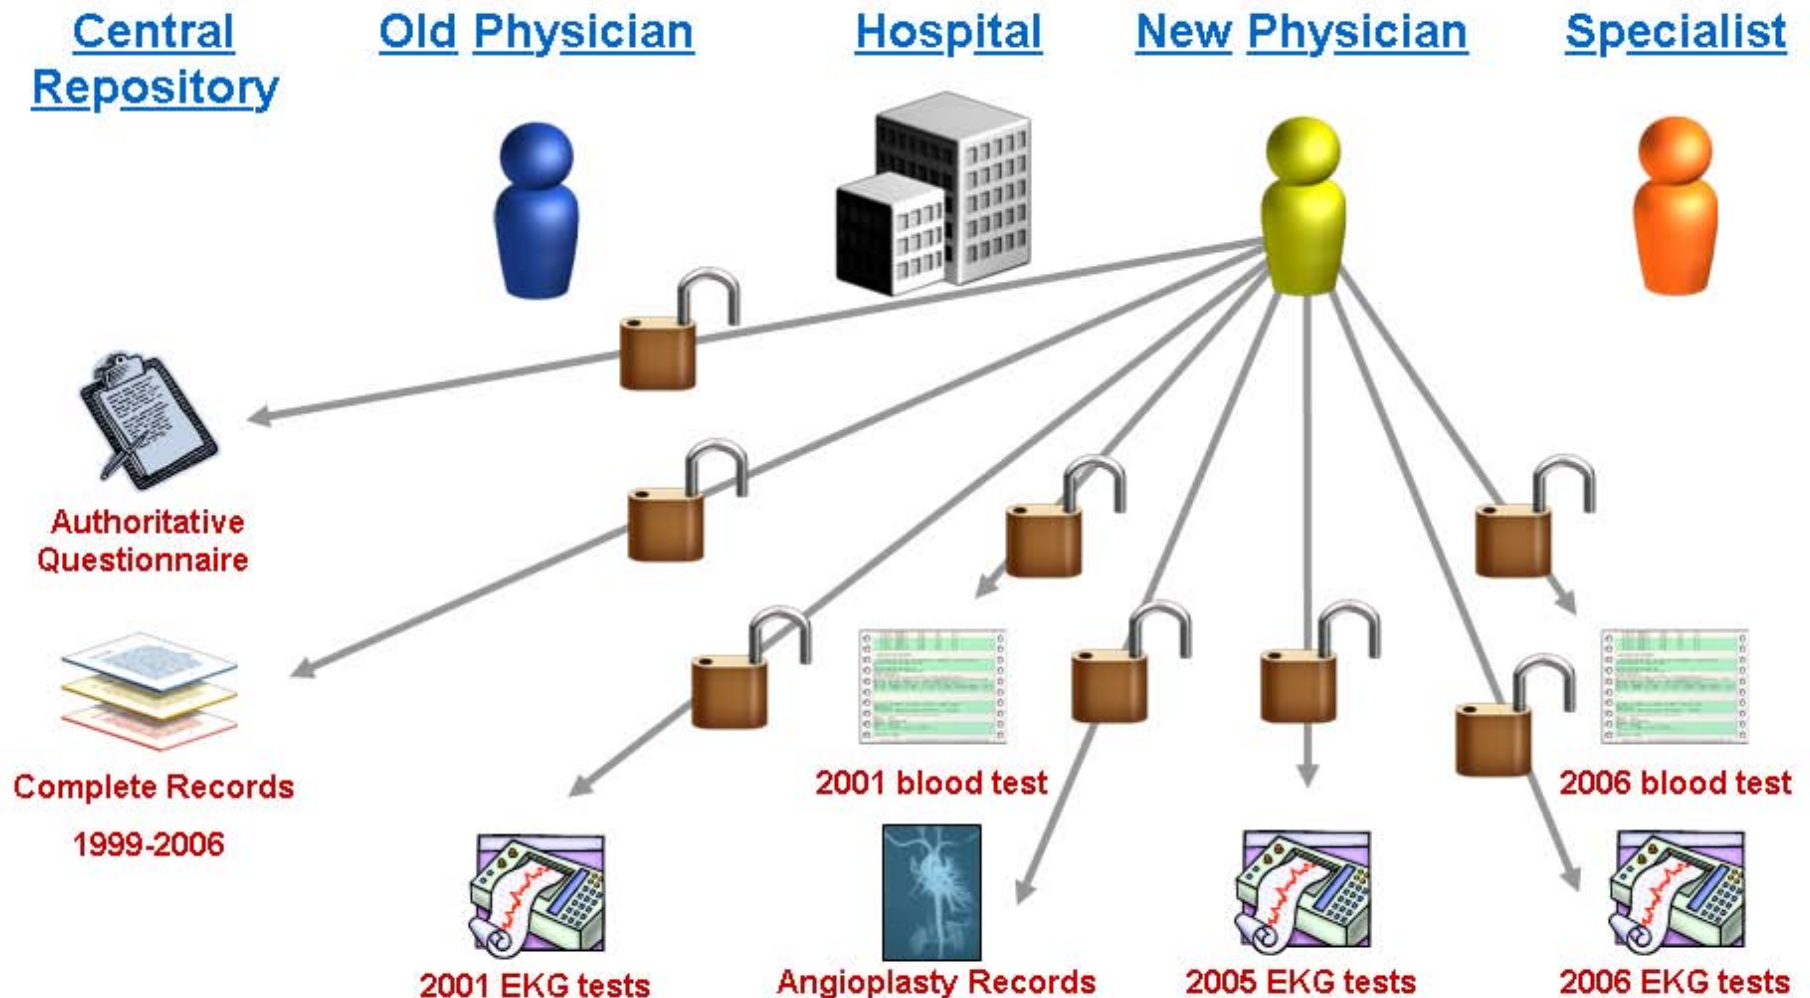 Central
Repository
Old Physician
Hospital
New Physician
Specialist
Authoritative
Questionnaire
Complete Records
1999-2006
2001 blood test
2006 blood test
2001 EKG tests
Angioplasty Records
2005 EKG tests
2006 EKG tests